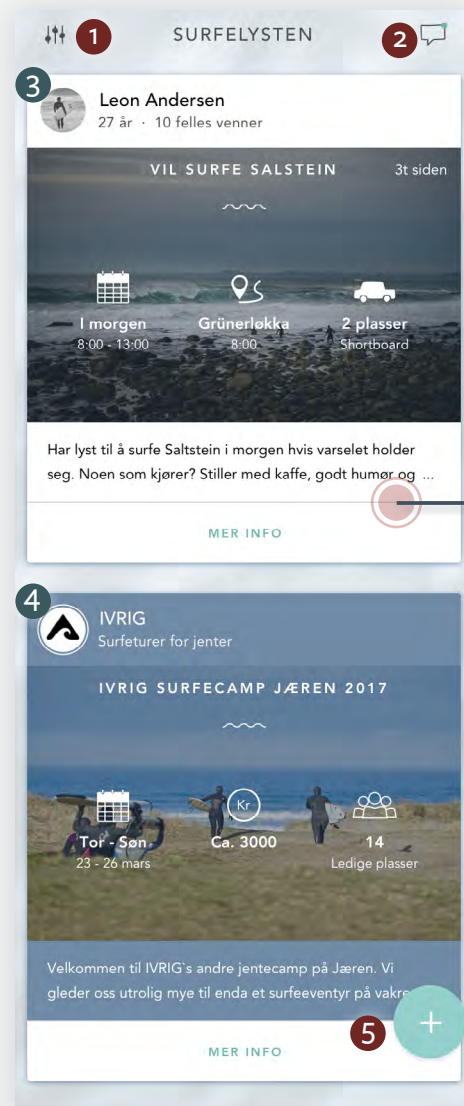 1
SURFELYSTEN
2
3
Leon Andersen
27 år · 10 felles venner
VIL SURFE SALSTEIN
3t siden
I morgen
8:00 - 13:00
Grünerløkka
8:00
2 plasser
Shortboard
Har lyst til å surfe Saltstein i morgen hvis varselet holder
seg. Noen som kjører? Stiller med kaffe, godt humør og ...
MER INFO
4
IVRIG
Surfeturer for jenter
IVRIG SURFECAMP JÆREN 2017
Tor - Søn
23 - 26 mars
Kr
Ca. 3000
14
Ledige plasser
Velkommen til IVRIG`s andre jentecamp på Jæren. Vi
gleder oss utrolig mye til enda et surfeeventyr på vakre
5
+
MER INFO